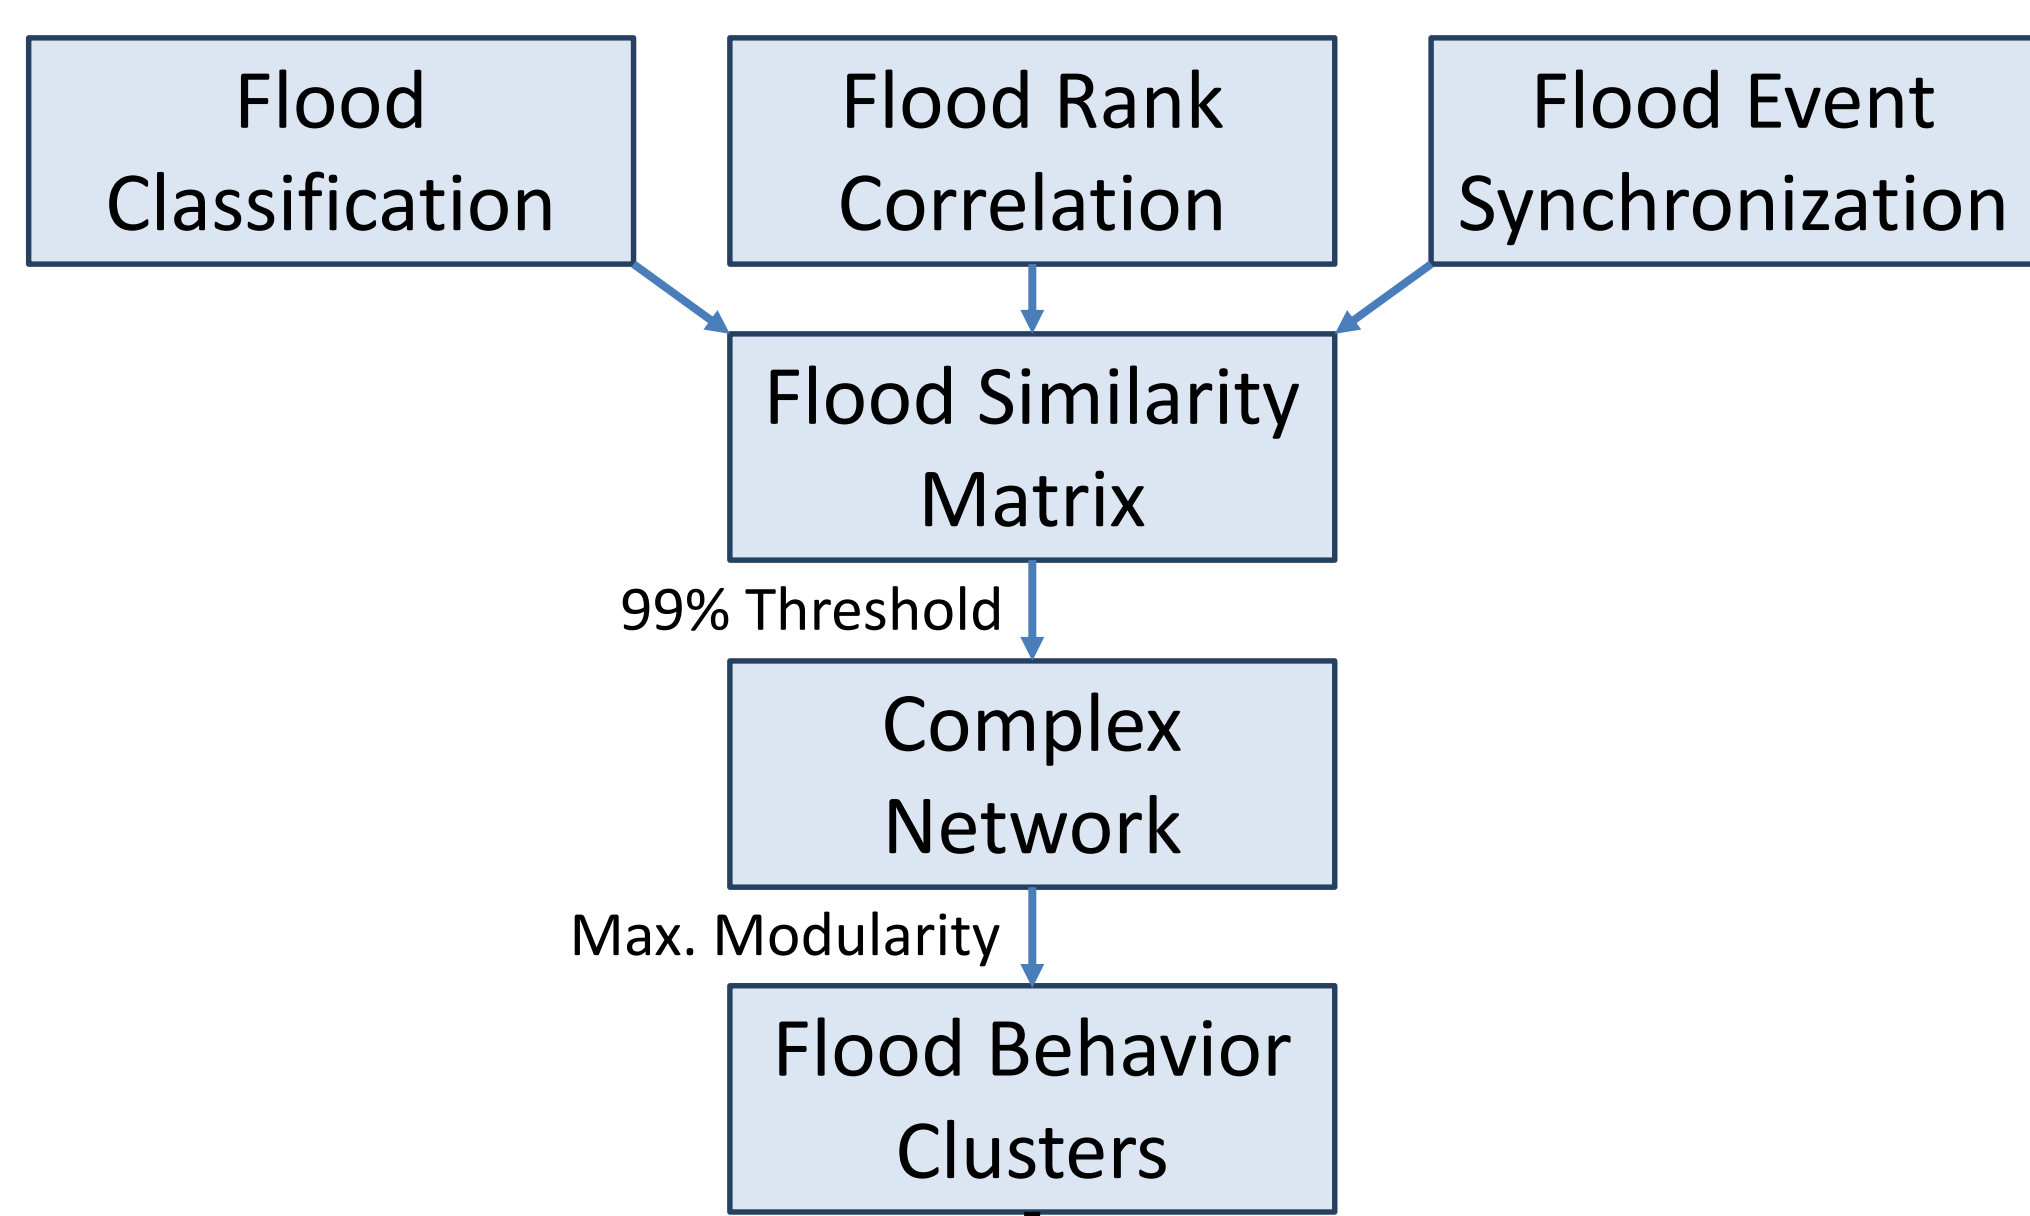 Flood
Classification
Flood Rank
Correlation
Flood Event
Synchronization
Flood Similarity
Matrix
99% Threshold
Complex
Network
Max. Modularity
Flood Behavior
Clusters